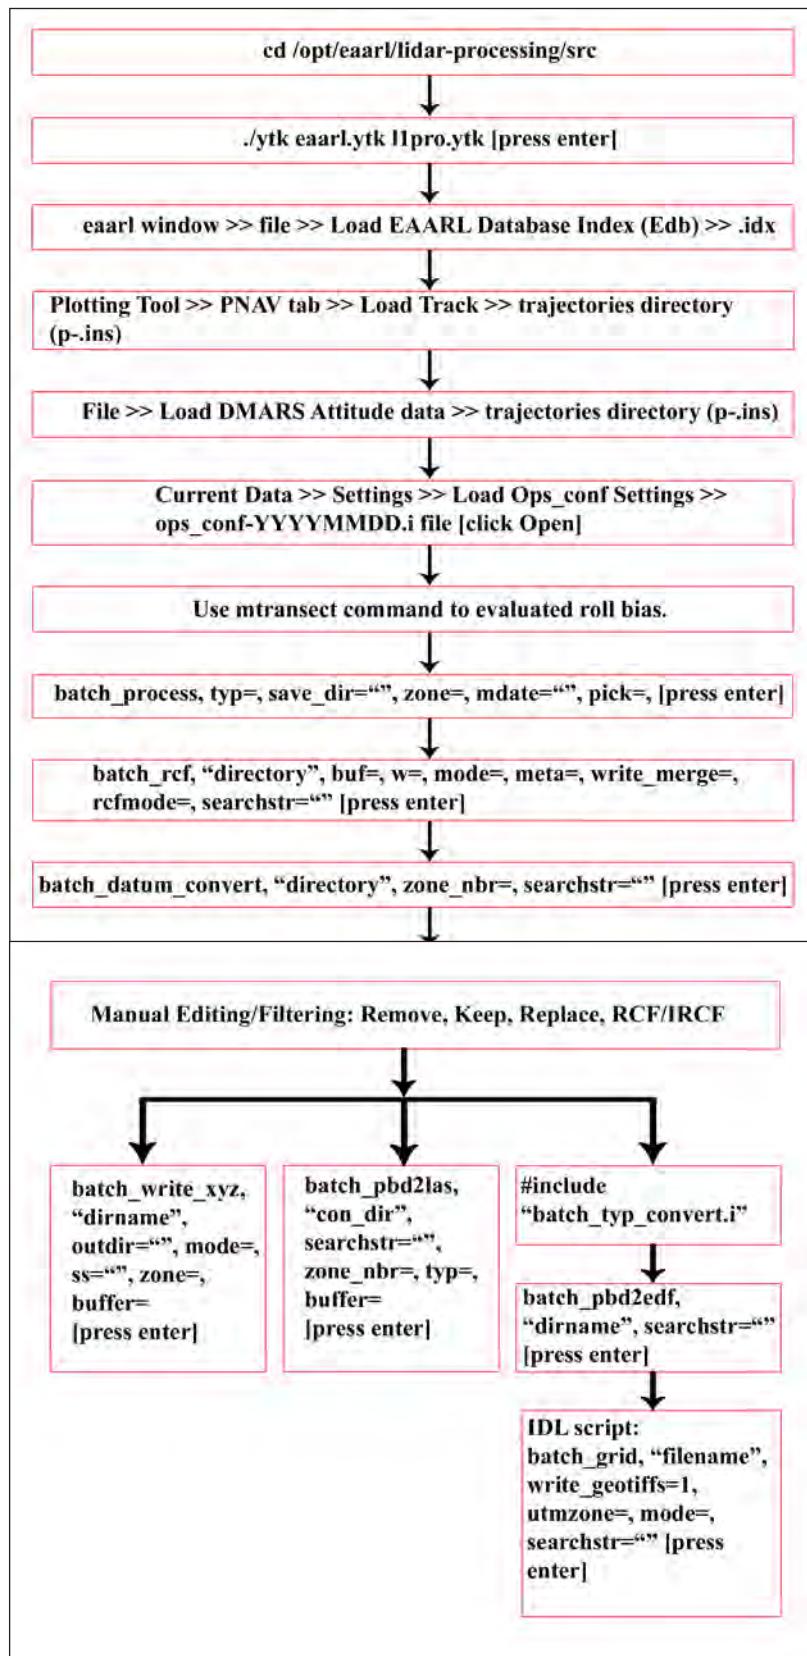 cd /opt/eaarl/lidar-processing/src
./ytk eaarl.ytk l1pro.ytk [press enter]
eaarl window >> file >> Load EAARL Database Index (Edb) >> .idx
Plotting Tool >> PNAV tab >> Load Track >> trajectories directory
(p-.ins)
File >> Load DMARS Attitude data >> trajectories directory (p-.ins)
Current Data >> Settings >> Load Ops_conf Settings >>
ops_conf-YYYYMMDD.i file [click Open]
Use mtransect command to evaluated roll bias.
batch_process, typ=, save_dir=“”, zone=, mdate=“”, pick=, [press enter]
batch_rcf, “directory”, buf=, w=, mode=, meta=, write_merge=,
rcfmode=, searchstr=“” [press enter]
batch_datum_convert, “directory”, zone_nbr=, searchstr=“” [press enter]
Manual Editing/Filtering: Remove, Keep, Replace, RCF/IRCF
batch_write_xyz,
“dirname”,
outdir=“”, mode=,
ss=“”, zone=,
buffer=
[press enter]
batch_pbd2las,
“con_dir”,
searchstr=“”,
zone_nbr=, typ=,
buffer=
[press enter]
#include
“batch_typ_convert.i”
batch_pbd2edf,
“dirname”, searchstr=“”
[press enter]
IDL script:
batch_grid, “filename”,
write_geotiffs=1,
utmzone=, mode=,
searchstr=“” [press
enter]